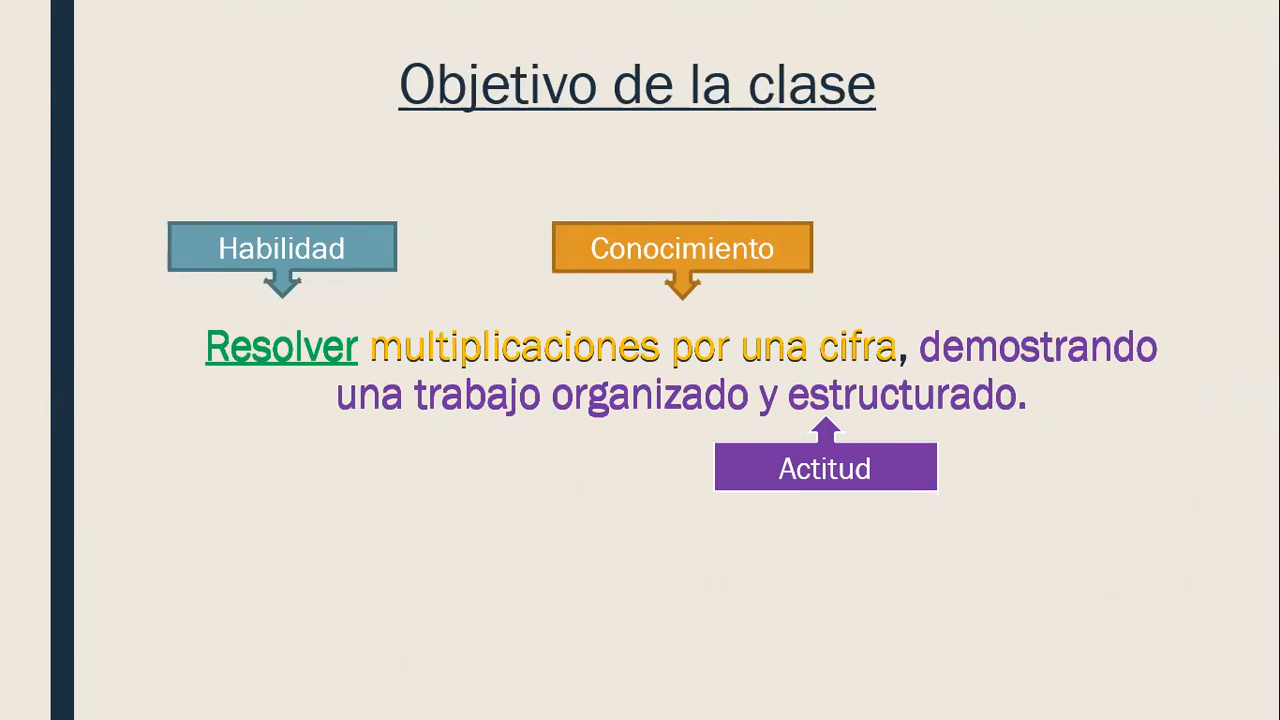 Objetivo de la clase
Habilidad
Conocimiento
Resolver multiplicaciones por una cifra, demostrando
una trabajo organizado y estructurado.
Actitud